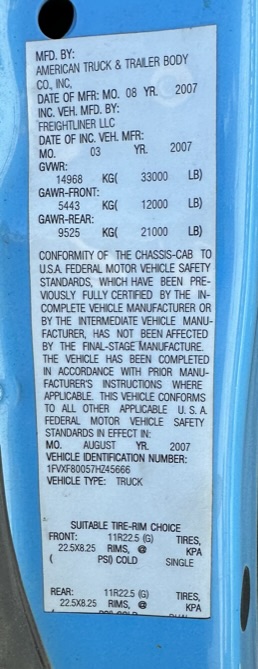 MFD. BY:
AMERICAN TRUCK & TRAILER BODY
CO., INC,
DATE OF MFR: MO. 08 YR. 2007
INC. VEH. MFD. BY:
FREIGHTLINER LLC
DATE OF INC. VEH. MFR:
MO. 03 YR. 2007
GVWR:
14968 KG( 33000 LB)
GAWR-FRONT:
5443 KG( 12000 LB)
GAWR-REAR:
9525 KG( 21000 LB)
CONFORMITY OF THE CHASSIS-CAB TO
U.S.A. FEDERAL MOTOR VEHICLE SAFETY
STANDARDS, WHICH HAVE BEEN PRE-
VIOUSLY FULLY CERTIFIED BY THE IN-
COMPLETE VEHICLE MANUFACTURER OR
BY THE INTERMEDIATE VEHICLE MANU-
FACTURER, HAS NOT BEEN AFFECTED
BY THE FINAL-STAGE MANUFACTURE.
THE VEHICLE HAS BEEN COMPLETED
IN ACCORDANCE WITH PRIOR MANU-
FACTURER'S INSTRUCTIONS WHERE
APPLICABLE. THIS VEHICLE CONFORMS
TO ALL OTHER APPLICABLE U. S. A.
FEDERAL MOTOR VEHICLE SAFETY
STANDARDS IN EFFECT IN:
MO. AUGUST YR. 2007
VEHICLE IDENTIFICATION NUMBER:
1FVXF80057HZ45666
VEHICLE TYPE: TRUCK
SUITABLE TIRE-RIM CHOICE
FRONT: 11R22.5 (G) TIRES,
22.5X8.25 RIMS, @ KPA
( PSI) COLD SINGLE
REAR: 11R22.5 (G) TIRES,
22.5X8.25 RIMS, @ KPA